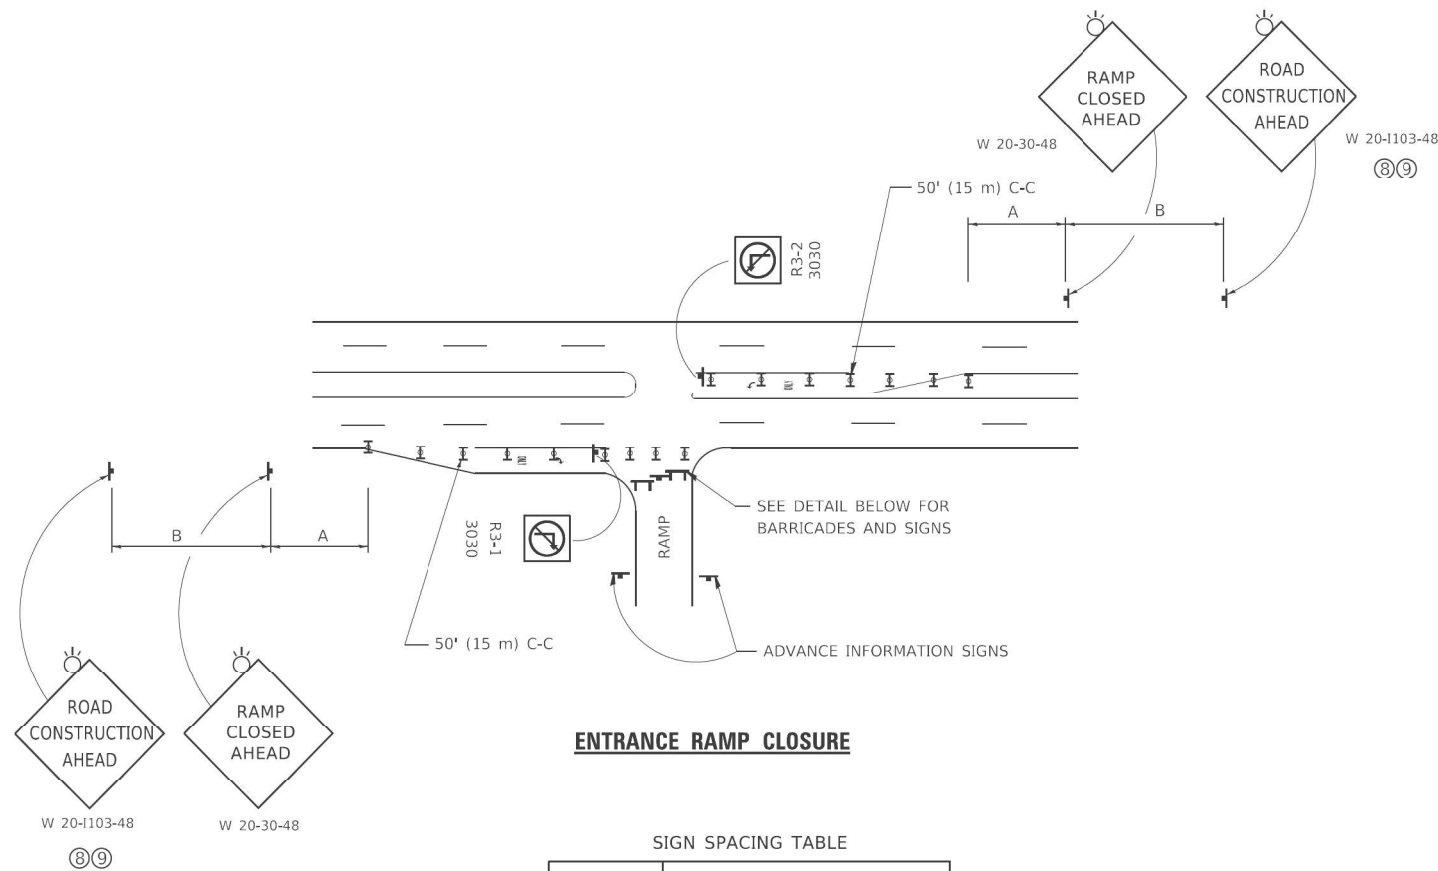 RAMP
CLOSED
AHEAD
W 20-30-48
ROAD
CONSTRUCTION
AHEAD
W 20-I103-48
⑧⑨
50' (15 m) C-C
A
B
R3-2
3030
R3-1
3030
RAMP
SEE DETAIL BELOW FOR
BARRICADES AND SIGNS
B
A
50' (15 m) C-C
ADVANCE INFORMATION SIGNS
ROAD
CONSTRUCTION
AHEAD
W 20-I103-48
⑧⑨
RAMP
CLOSED
AHEAD
W 20-30-48
ENTRANCE RAMP CLOSURE
SIGN SPACING TABLE